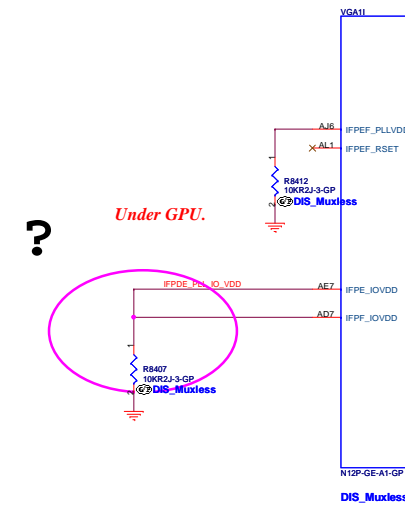 VGA1I
AJ6 IFPEF_PLLVDD
AL1 IFPEF_RSET
1
R8412
10KR2J-3-GP
2 DIS_Muxless
Under GPU.
?
IFPDE_PLL_IO_VDD AE7 IFPE_IOVDD
AD7 IFPF_IOVDD
1
R8407
10KR2J-3-GP
2 DIS_Muxless
N12P-GE-A1-GP
DIS_Muxless